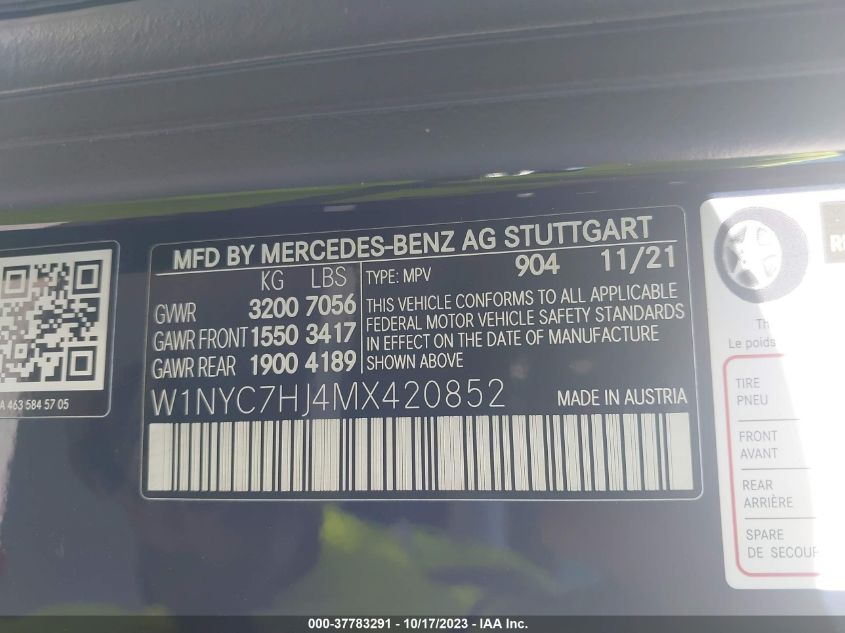 MFD BY MERCEDES-BENZ AG STUTTGART
KG LBS
GVWR 3200 7056
GAWR FRONT 1550 3417
GAWR REAR 1900 4189
TYPE: MPV 904 11/21
THIS VEHICLE CONFORMS TO ALL APPLICABLE
FEDERAL MOTOR VEHICLE SAFETY STANDARDS
IN EFFECT ON THE DATE OF MANUFACTURE
SHOWN ABOVE
W1NYC7HJ4MX420852 MADE IN AUSTRIA
A 463 584 57 05
Le poids
TIRE
PNEU
FRONT
AVANT
REAR
ARRIÈRE
SPARE
DE SECOUR
000-37783291 - 10/17/2023 - IAA Inc.